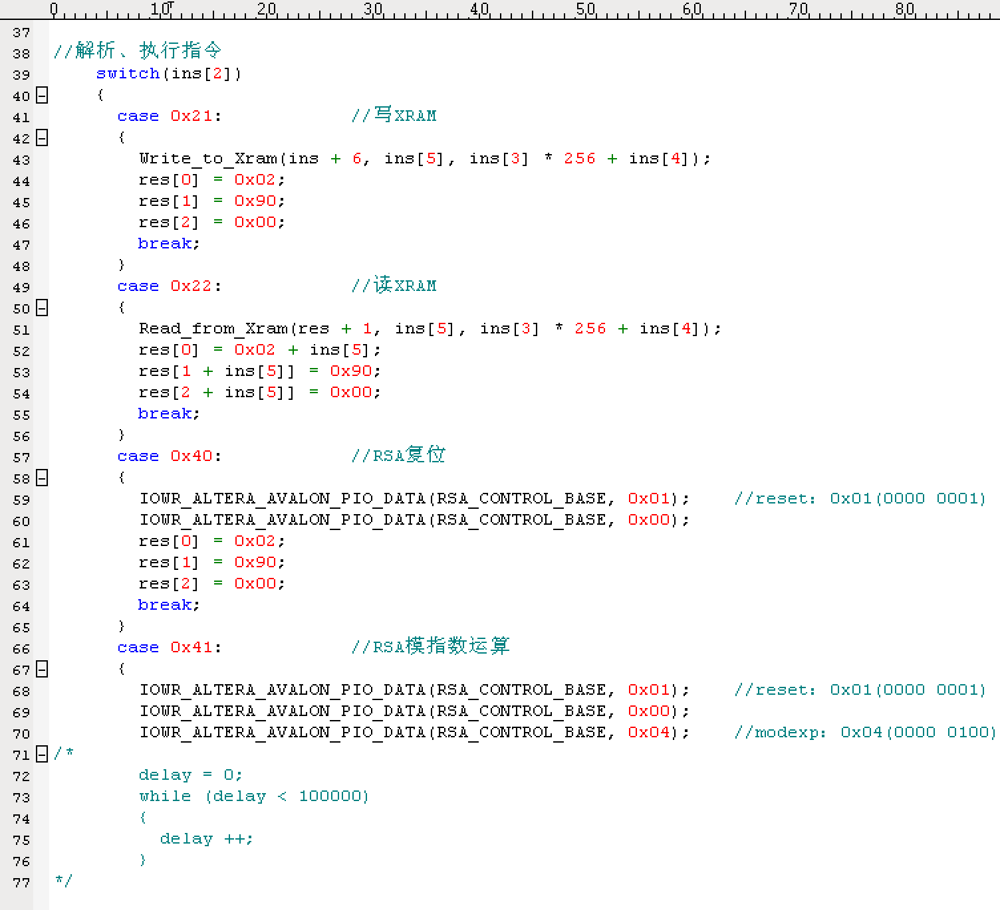 0 10 20 30 40 50 60 70 80
37
38 //解析、执行指令
39 switch(ins[2])
40 {
41 case 0x21: //写XRAM
42 {
43 Write_to_Xram(ins + 6, ins[5], ins[3] * 256 + ins[4]);
44 res[0] = 0x02;
45 res[1] = 0x90;
46 res[2] = 0x00;
47 break;
48 }
49 case 0x22: //读XRAM
50 {
51 Read_from_Xram(res + 1, ins[5], ins[3] * 256 + ins[4]);
52 res[0] = 0x02 + ins[5];
53 res[1 + ins[5]] = 0x90;
54 res[2 + ins[5]] = 0x00;
55 break;
56 }
57 case 0x40: //RSA复位
58 {
59 IOWR_ALTERA_AVALON_PIO_DATA(RSA_CONTROL_BASE, 0x01); //reset: 0x01(0000 0001)
60 IOWR_ALTERA_AVALON_PIO_DATA(RSA_CONTROL_BASE, 0x00);
61 res[0] = 0x02;
62 res[1] = 0x90;
63 res[2] = 0x00;
64 break;
65 }
66 case 0x41: //RSA模指数运算
67 {
68 IOWR_ALTERA_AVALON_PIO_DATA(RSA_CONTROL_BASE, 0x01); //reset: 0x01(0000 0001)
69 IOWR_ALTERA_AVALON_PIO_DATA(RSA_CONTROL_BASE, 0x00);
70 IOWR_ALTERA_AVALON_PIO_DATA(RSA_CONTROL_BASE, 0x04); //modexp: 0x04(0000 0100)
71 /*
72 delay = 0;
73 while (delay < 100000)
74 {
75 delay ++;
76 }
77 */